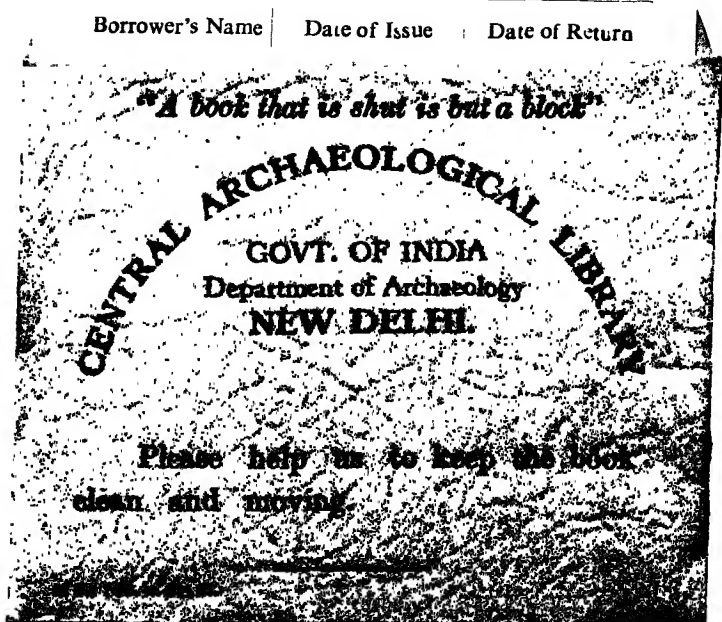 Borrower's Name Date of Issue Date of Return
"A book that is shut is but a block"
CENTRAL ARCHAEOLOGICAL LIBRARY
GOVT. OF INDIA
Department of Archaeology
NEW DELHI.
Please help us to keep the book
clean and moving.